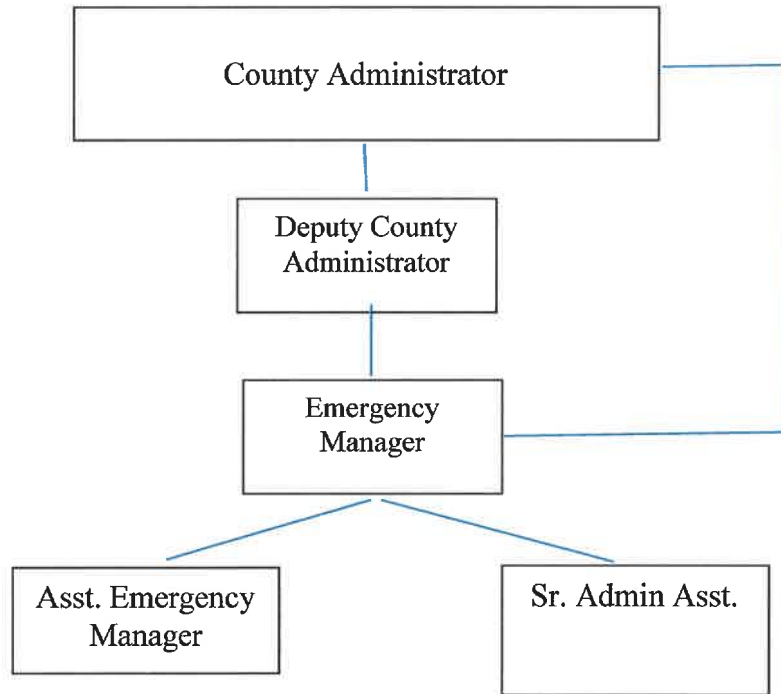 County Administrator
Deputy County
Administrator
Emergency
Manager
Asst. Emergency
Manager
Sr. Admin Asst.